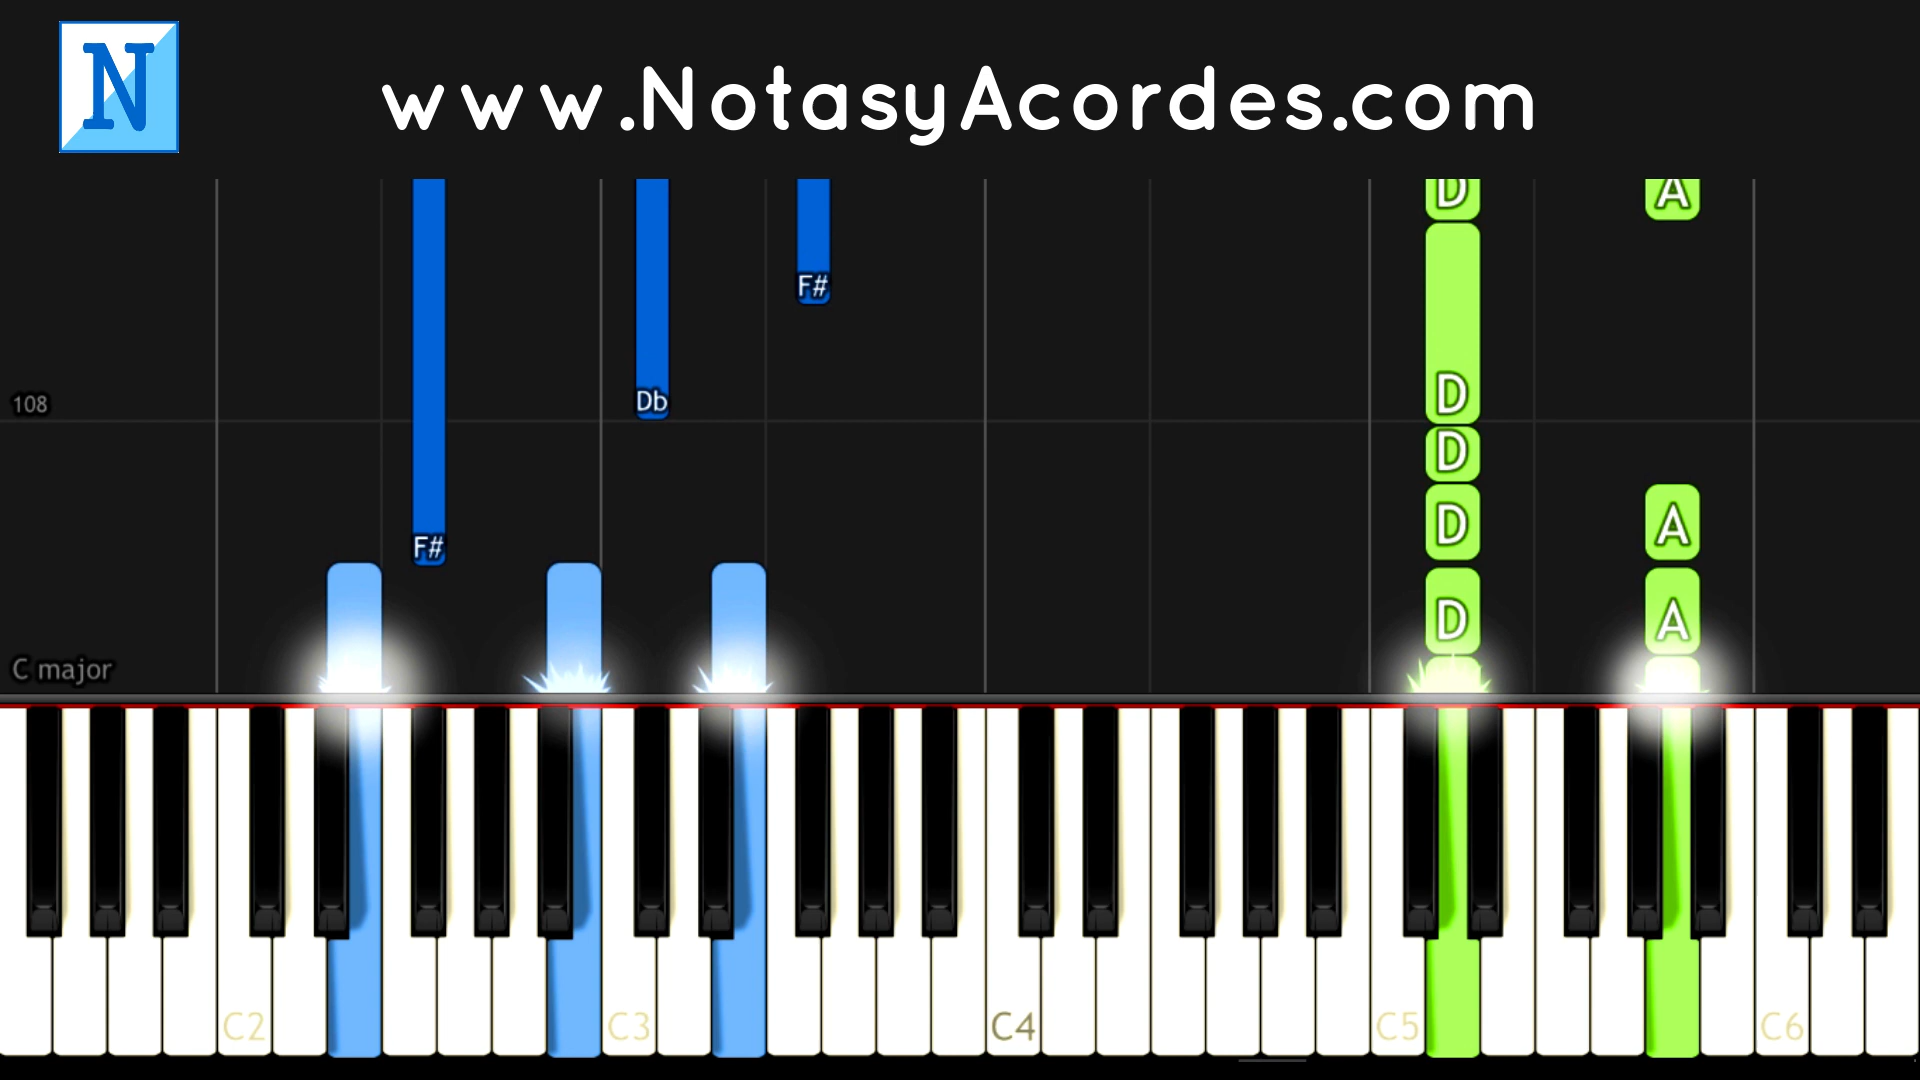 N
www.NotasyAcordes.com
D A
F#
D
Db
108
D
D A
F#
D A
C major
C2 C3 C4 C5 C6